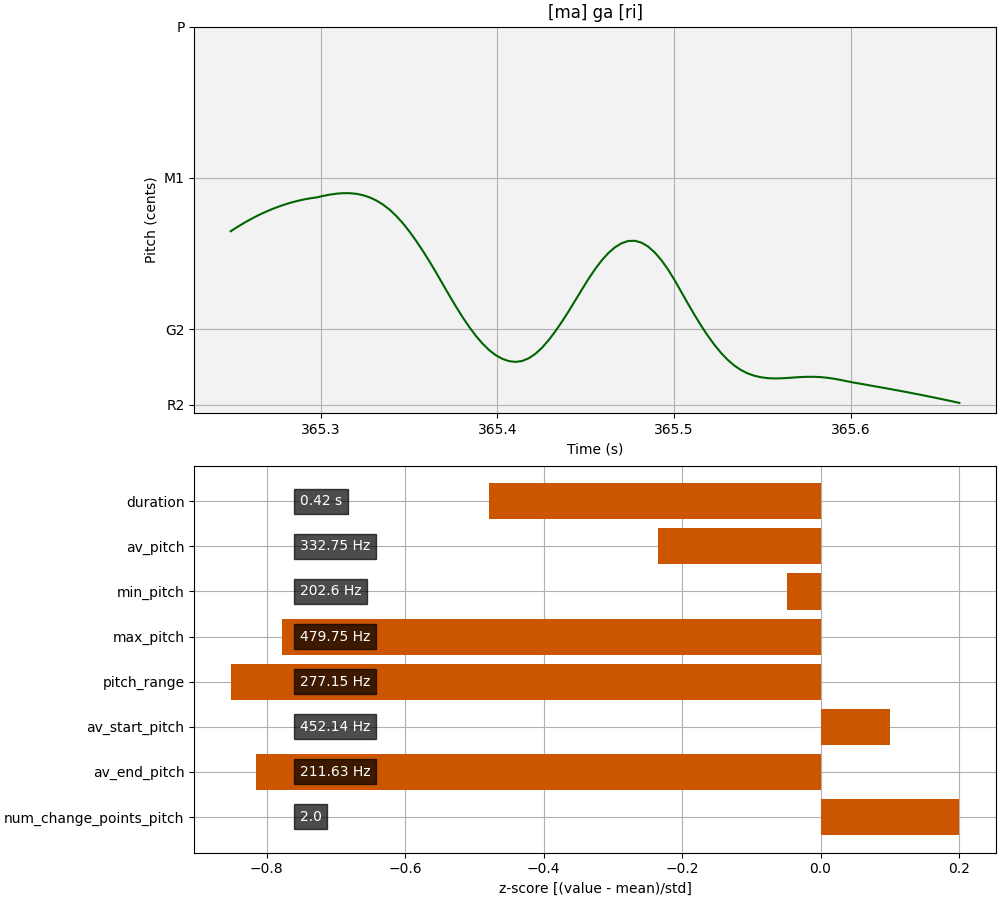 [ma] ga [ri]
P
M1
G2
R2
Pitch (cents)
365.3 365.4 365.5 365.6
Time (s)
duration 0.42 s
av_pitch 332.75 Hz
min_pitch 202.6 Hz
max_pitch 479.75 Hz
pitch_range 277.15 Hz
av_start_pitch 452.14 Hz
av_end_pitch 211.63 Hz
num_change_points_pitch 2.0
−0.8 −0.6 −0.4 −0.2 0.0 0.2
z-score [(value - mean)/std]